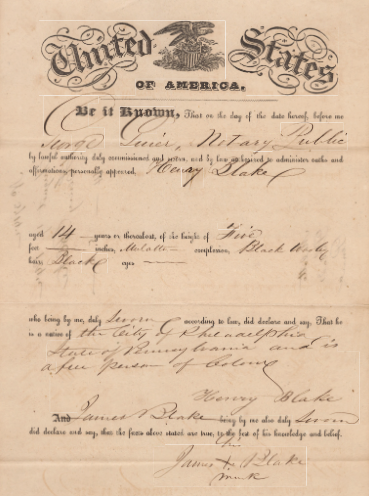 United States
OF AMERICA.
Be it Known, That on the day of the date hereof, before me
George Notary Public
by lawful authority duly commissioned and sworn, and by law authorized to administer oaths and
affirmations, personally appeared, Henry Blake
aged 14 years or thereabout, of the height of Five
feet inches, Mulatto complexion, Black Wooly
hair, Black eyes
who being by me, duly Sworn according to law, did declare and say, That he
is a native of the City of Philadelphia
State of Pennsylvania and is
a free person of Colour
Henry Blake
And James Blake being by me also duly Sworn
did declare and say, that the facts above stated are true, to the best of his knowledge and belief.
his
James + Blake
mark